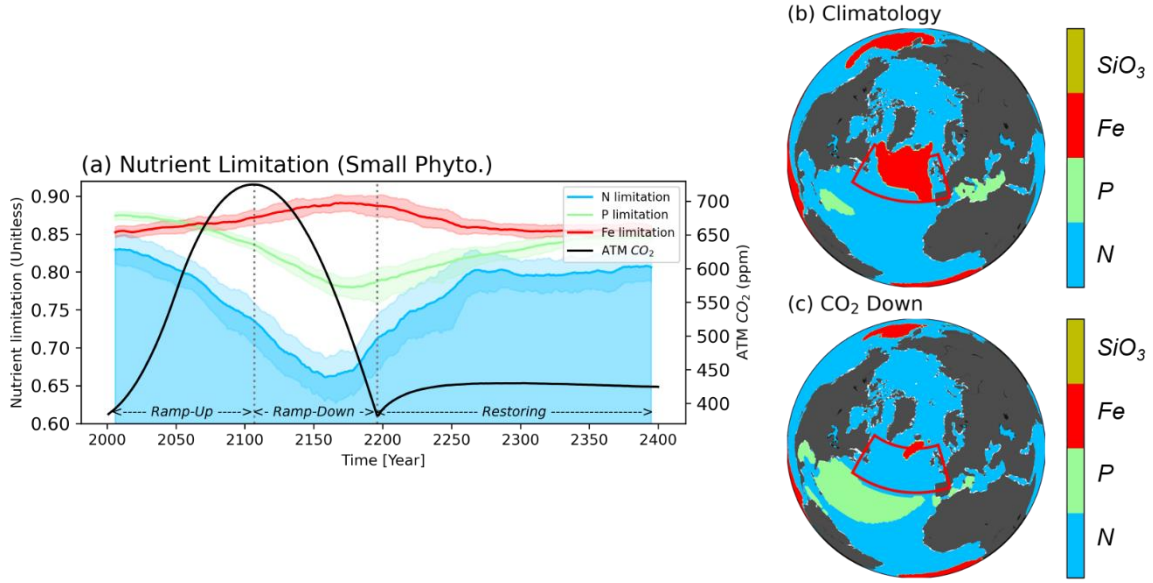 (a) Nutrient Limitation (Small Phyto.)
Nutrient limitation (Unitless)
0.90
0.85
0.80
0.75
0.70
0.65
0.60
N limitation
P limitation
Fe limitation
ATM CO2
700
650
600
550
500
450
400
ATM CO2 (ppm)
Ramp-Up
Ramp-Down
Restoring
2000 2050 2100 2150 2200 2250 2300 2350 2400
Time [Year]
(b) Climatology
SiO3
Fe
P
N
(c) CO2 Down
SiO3
Fe
P
N